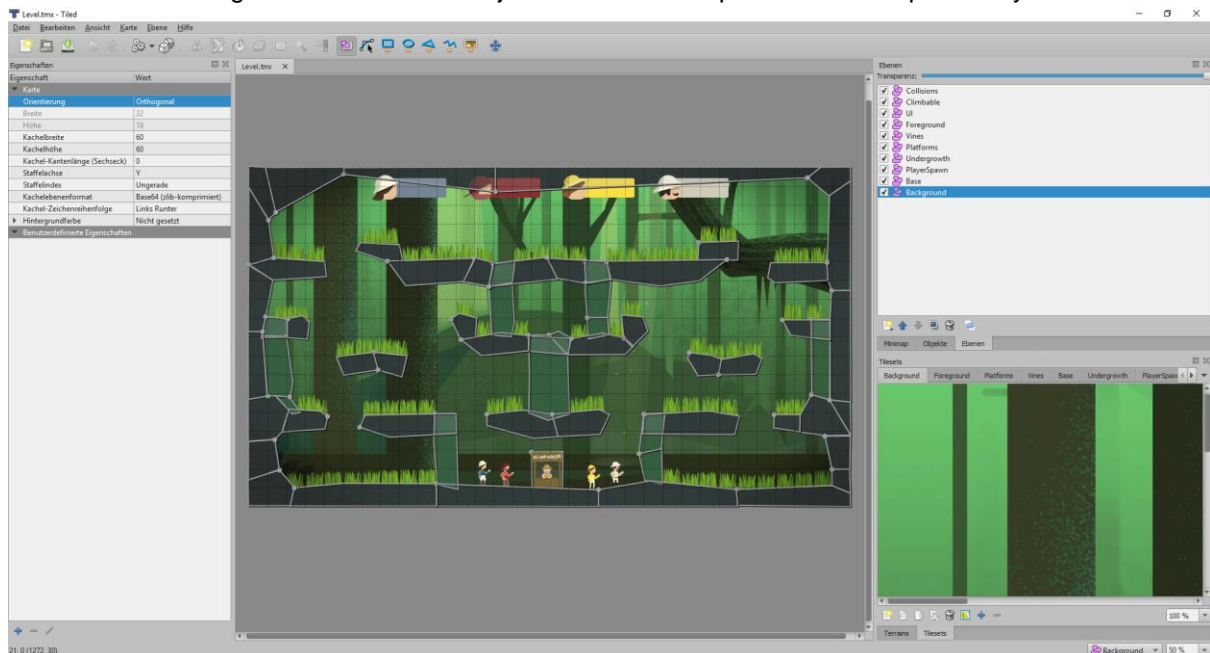 Level.tmx - Tiled
Datei Bearbeiten Ansicht Karte Ebene Hilfe
Eigenschaften
Level.tmx X
Ebenen
Eigenschaft Wert
Transparenz:
Karte
Collisions
Orientierung Orthogonal
Climbable
Breite 32
UI
Höhe 18
Foreground
Kachelbreite 60
Vines
Kachelhöhe 60
Platforms
Kachel-Kantenlänge (Sechseck) 0
Undergrowth
Staffelachse Y
PlayerSpawn
Staffelindex Ungerade
Base
Kachelebenenformat Base64 (zlib-komprimiert)
Background
Kachel-Zeichenreihenfolge Links Runter
Hintergrundfarbe Nicht gesetzt
Benutzerdefinierte Eigenschaften
Minimap Objekte Ebenen
Tilesets
Background Foreground Platforms Vines Base Undergrowth PlayerSpaw
100 %
Terrains Tilesets
21, 0 (1272, 30)
Background 50 %